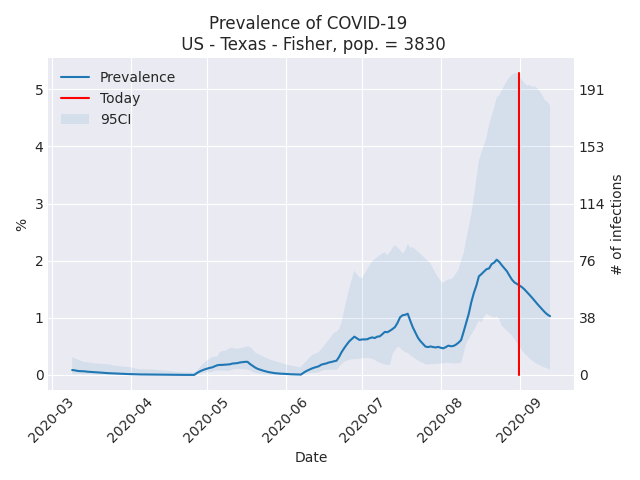 Prevalence of COVID-19
US - Texas - Fisher, pop. = 3830
Prevalence
Today
95CI
5
4
3
2
1
0
%
191
153
114
76
38
0
# of infections
2020-03
2020-04
2020-05
2020-06
2020-07
2020-08
2020-09
Date